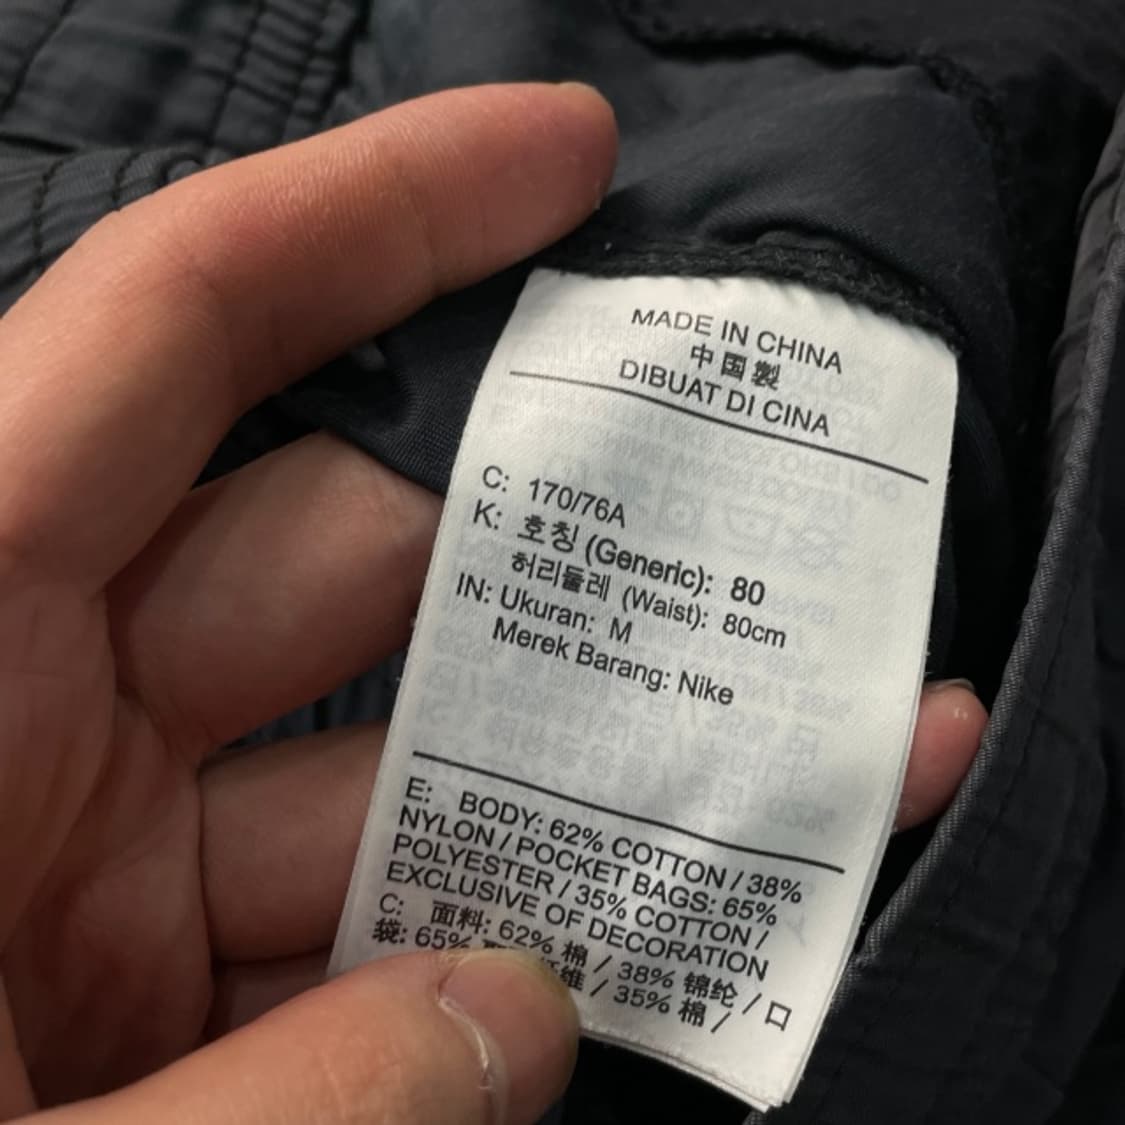 MADE IN CHINA
中国製
DIBUAT DI CINA
C: 170/76A
K: 호칭 (Generic): 80
허리둘레 (Waist): 80cm
IN: Ukuran: M
Merek Barang: Nike
E: BODY: 62% COTTON / 38%
NYLON / POCKET BAGS: 65%
POLYESTER / 35% COTTON /
EXCLUSIVE OF DECORATION
C: 面料: 62% 棉 / 38% 锦纶 / 口
袋: 65% / 35% 棉 /